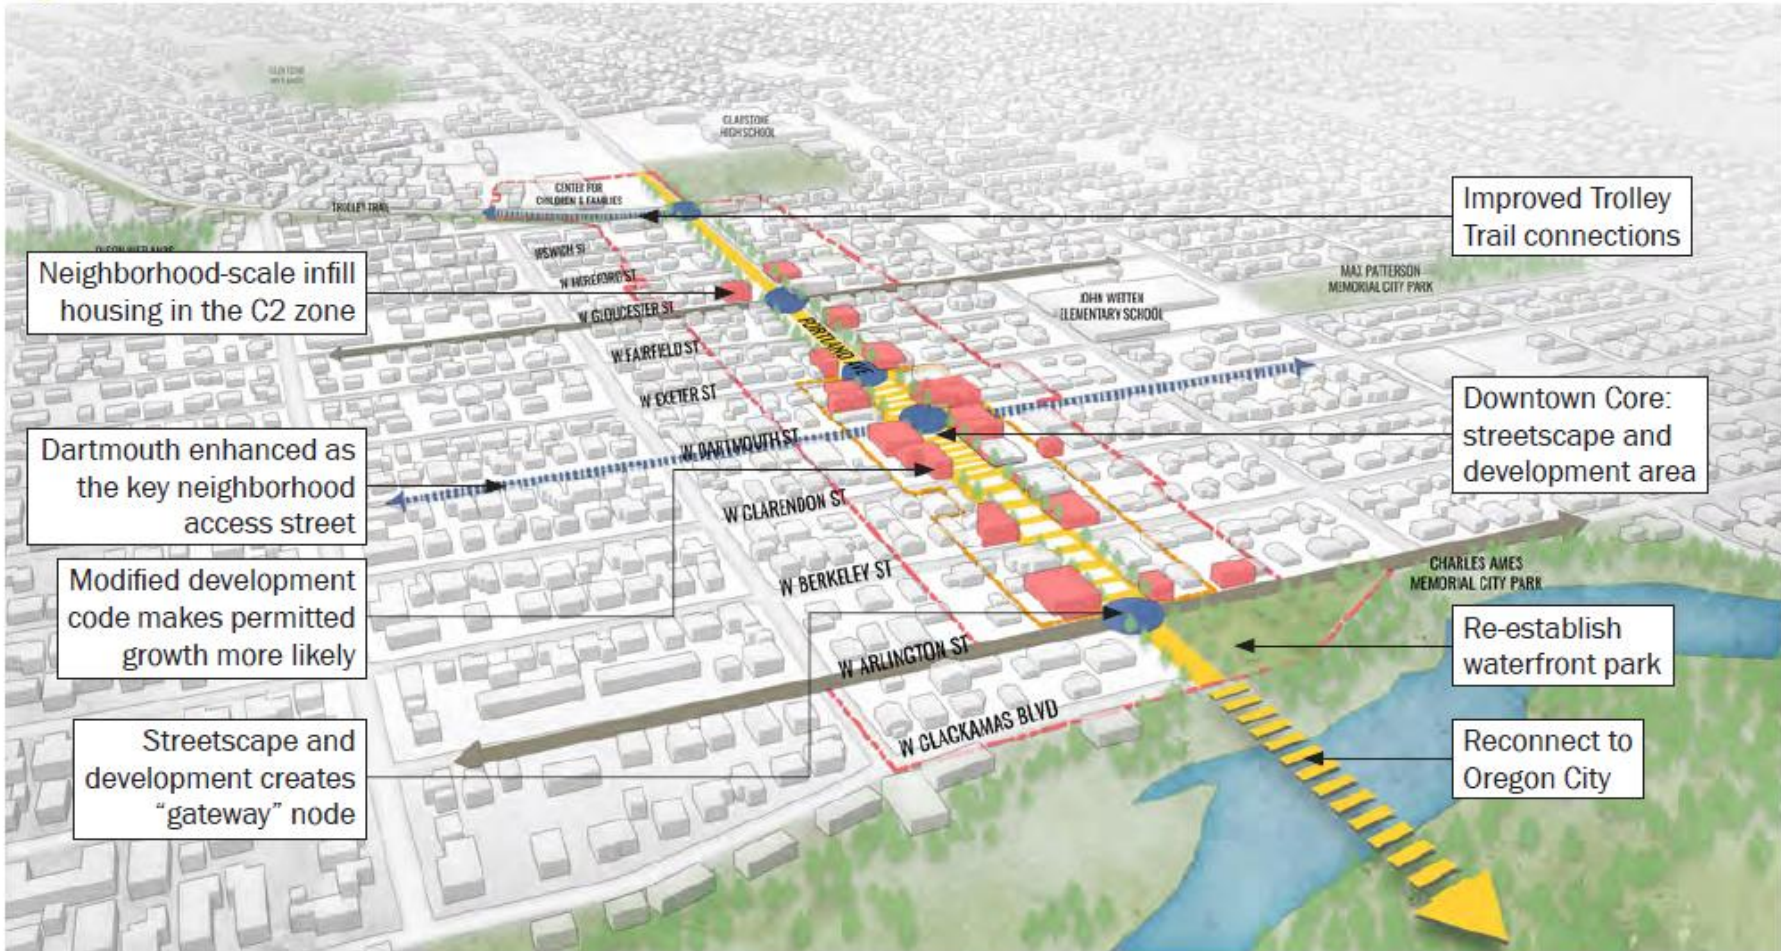 GLADSTONE
HIGH SCHOOL
CENTER FOR
CHILDREN & FAMILIES
TROLLEY TRAIL
Improved Trolley
Trail connections
IPSWICH ST
W HEREFORD ST
Neighborhood-scale infill
housing in the C2 zone
MAX PATTERSON
MEMORIAL CITY PARK
JOHN WETTEN
ELEMENTARY SCHOOL
W GLOUCESTER ST
PORTLAND AVE
W FAIRFIELD ST
W EXETER ST
Downtown Core:
streetscape and
development area
W DARTMOUTH ST
Dartmouth enhanced as
the key neighborhood
access street
W CLARENDON ST
W BERKELEY ST
Modified development
code makes permitted
growth more likely
CHARLES AMES
MEMORIAL CITY PARK
Re-establish
waterfront park
W ARLINGTON ST
W CLACKAMAS BLVD
Streetscape and
development creates
“gateway” node
Reconnect to
Oregon City